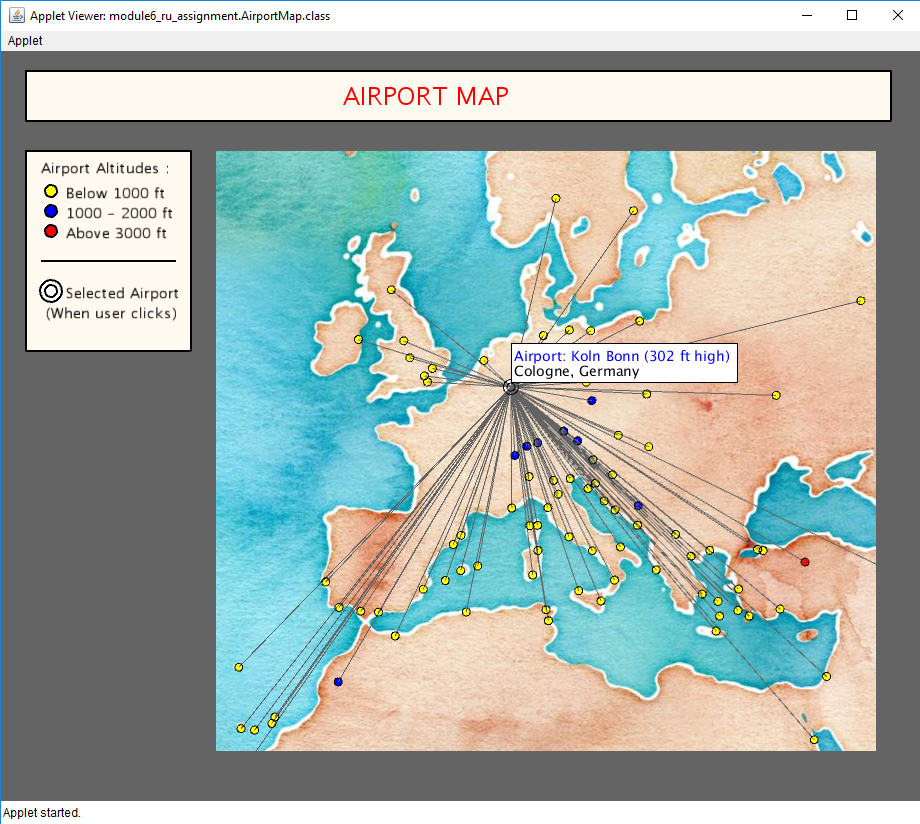 Applet Viewer: module6_ru_assignment.AirportMap.class
Applet
AIRPORT MAP
Airport Altitudes :
Below 1000 ft
1000 - 2000 ft
Above 3000 ft
Selected Airport
(When user clicks)
Airport: Koln Bonn (302 ft high)
Cologne, Germany
Applet started.